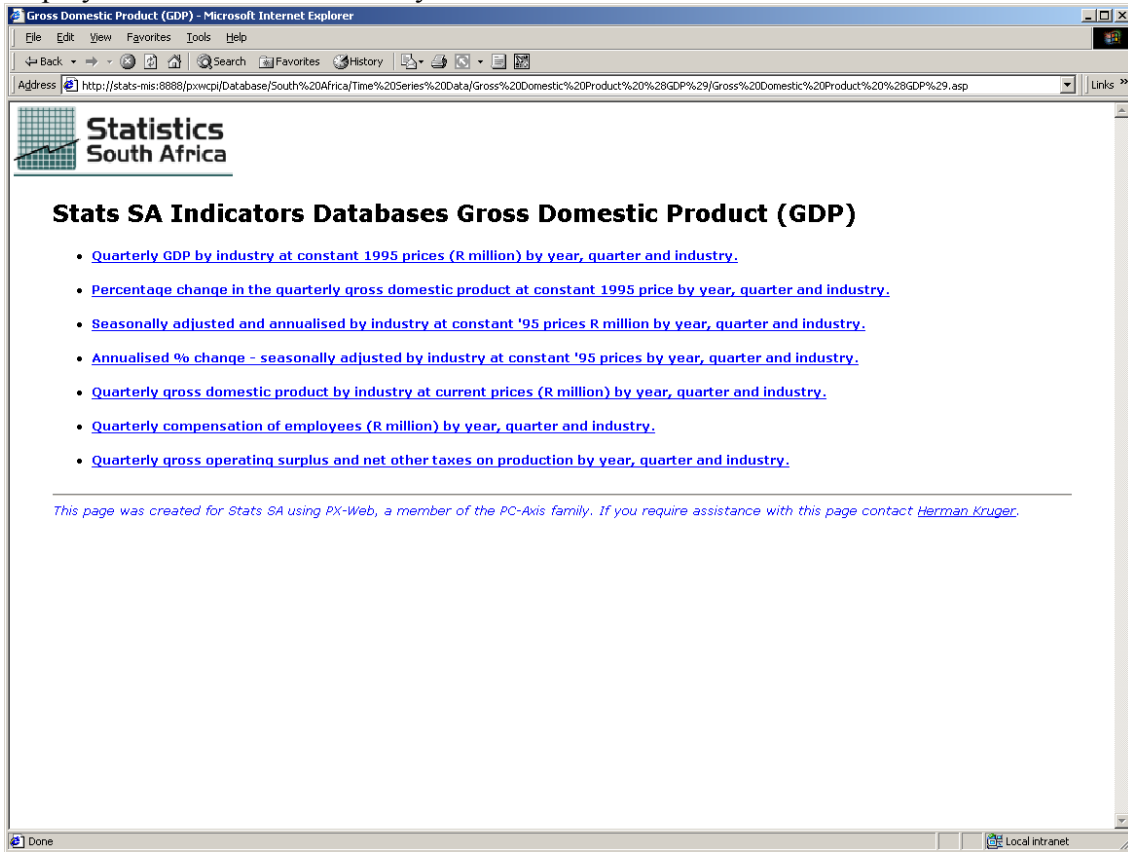 Gross Domestic Product (GDP) - Microsoft Internet Explorer
File Edit View Favorites Tools Help
Back Search Favorites History
Address http://stats-mis:8888/pxwcpi/Database/South%20Africa/Time%20Series%20Data/Gross%20Domestic%20Product%20%28GDP%29/Gross%20Domestic%20Product%20%28GDP%29.asp Links »
Statistics
South Africa
Stats SA Indicators Databases Gross Domestic Product (GDP)
• Quarterly GDP by industry at constant 1995 prices (R million) by year, quarter and industry.
• Percentage change in the quarterly gross domestic product at constant 1995 price by year, quarter and industry.
• Seasonally adjusted and annualised by industry at constant '95 prices R million by year, quarter and industry.
• Annualised % change - seasonally adjusted by industry at constant '95 prices by year, quarter and industry.
• Quarterly gross domestic product by industry at current prices (R million) by year, quarter and industry.
• Quarterly compensation of employees (R million) by year, quarter and industry.
• Quarterly gross operating surplus and net other taxes on production by year, quarter and industry.
This page was created for Stats SA using PX-Web, a member of the PC-Axis family. If you require assistance with this page contact Herman Kruger.
Done Local intranet